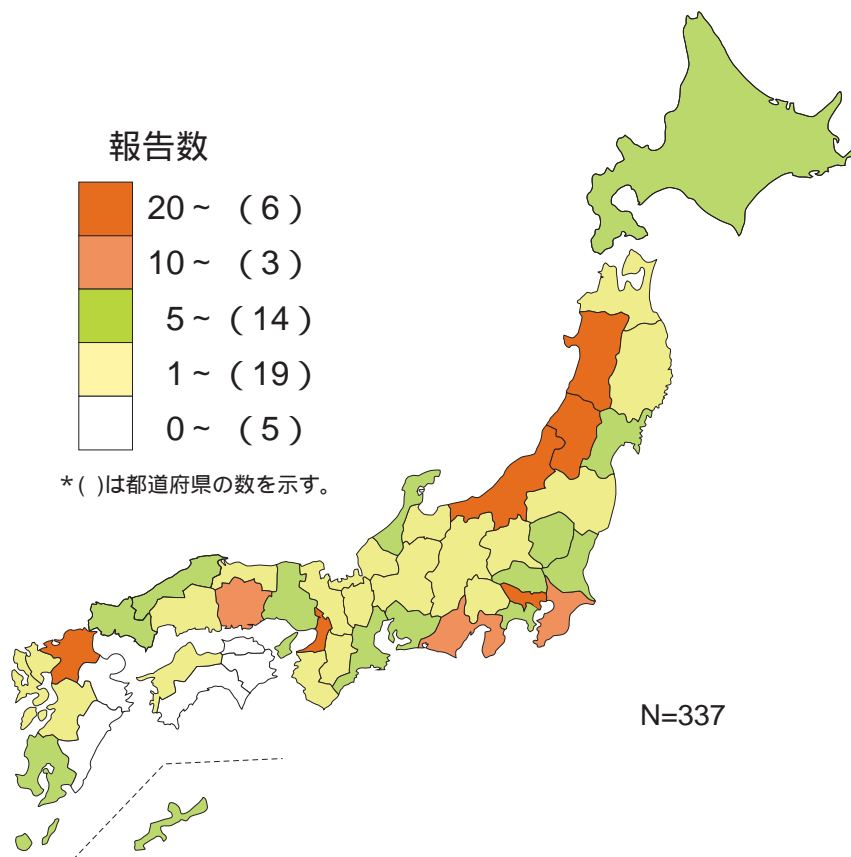 報告数
20~ (6)
10~ (3)
5~ (14)
1~ (19)
0~ (5)
*( )は都道府県の数を示す。
N=337